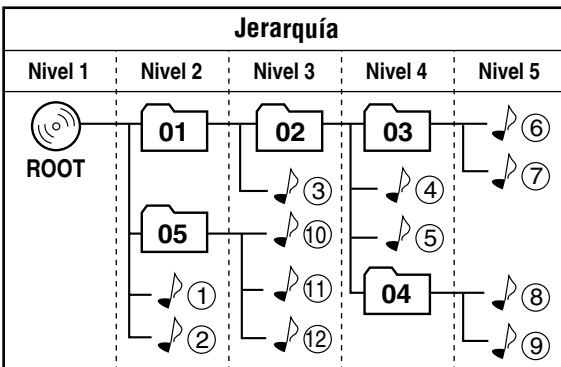 Jerarquía
Nivel 1 Nivel 2 Nivel 3 Nivel 4 Nivel 5
01 02 03 ⑥
ROOT ③ ④ ⑦
05 ⑩ ⑤
① ⑪ 04 ⑧
② ⑫ ⑨